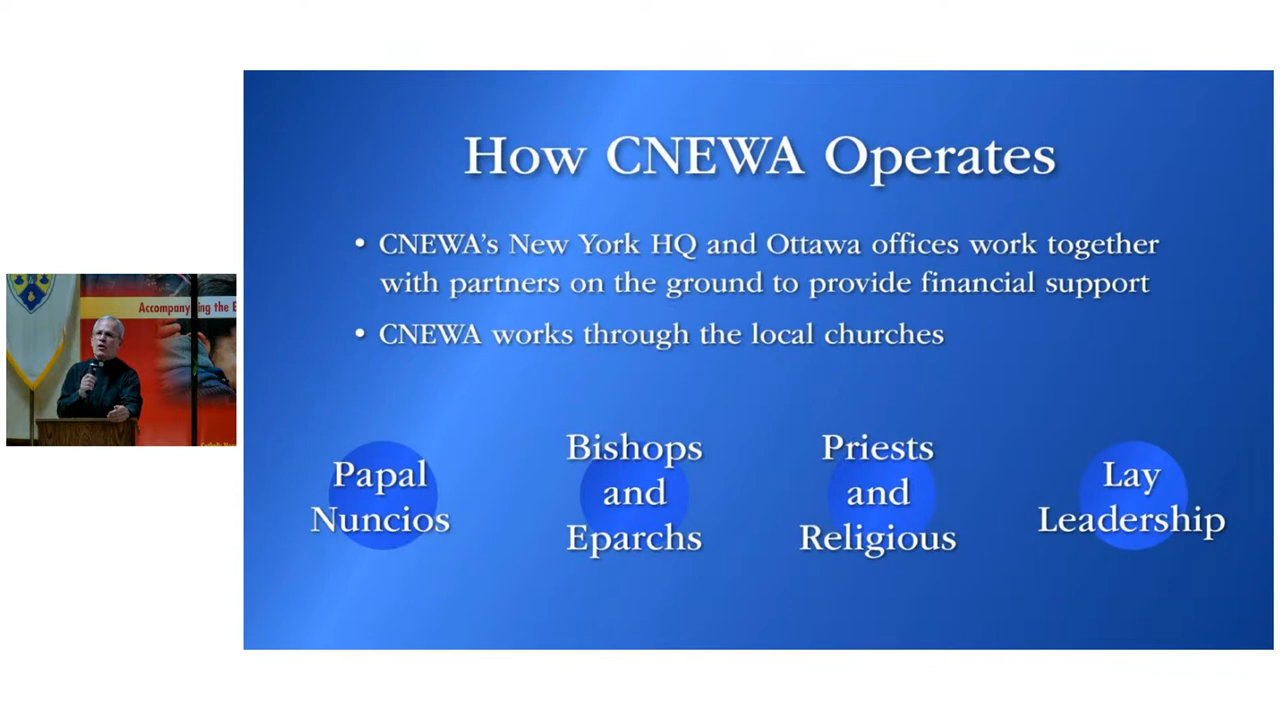 How CNEWA Operates
• CNEWA's New York HQ and Ottawa offices work together
with partners on the ground to provide financial support
• CNEWA works through the local churches
Papal
Nuncios
Bishops
and
Eparchs
Priests
and
Religious
Lay
Leadership
the